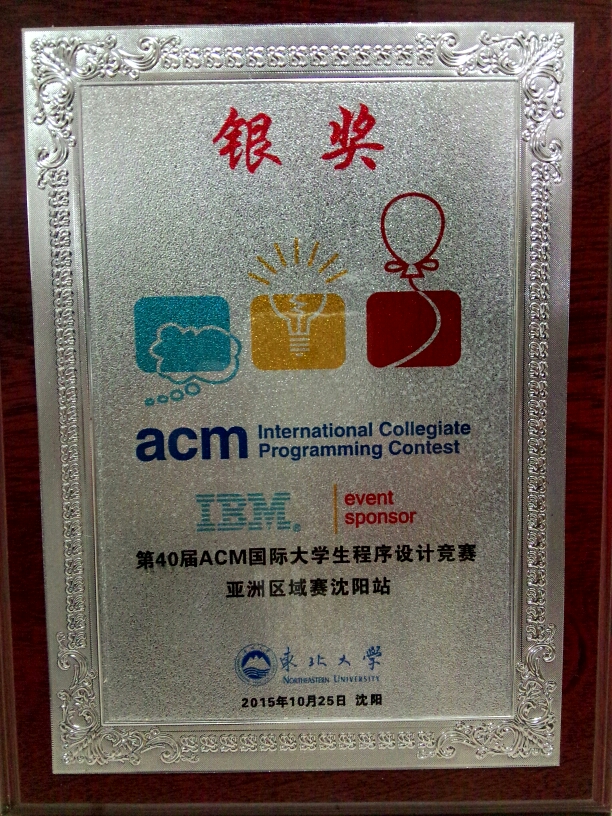 银奖
acm International Collegiate
Programming Contest
IBM®
event
sponsor
第40届ACM国际大学生程序设计竞赛
亚洲区域赛沈阳站
東北大學
NORTHEASTERN UNIVERSITY
2015年10月25日 沈阳